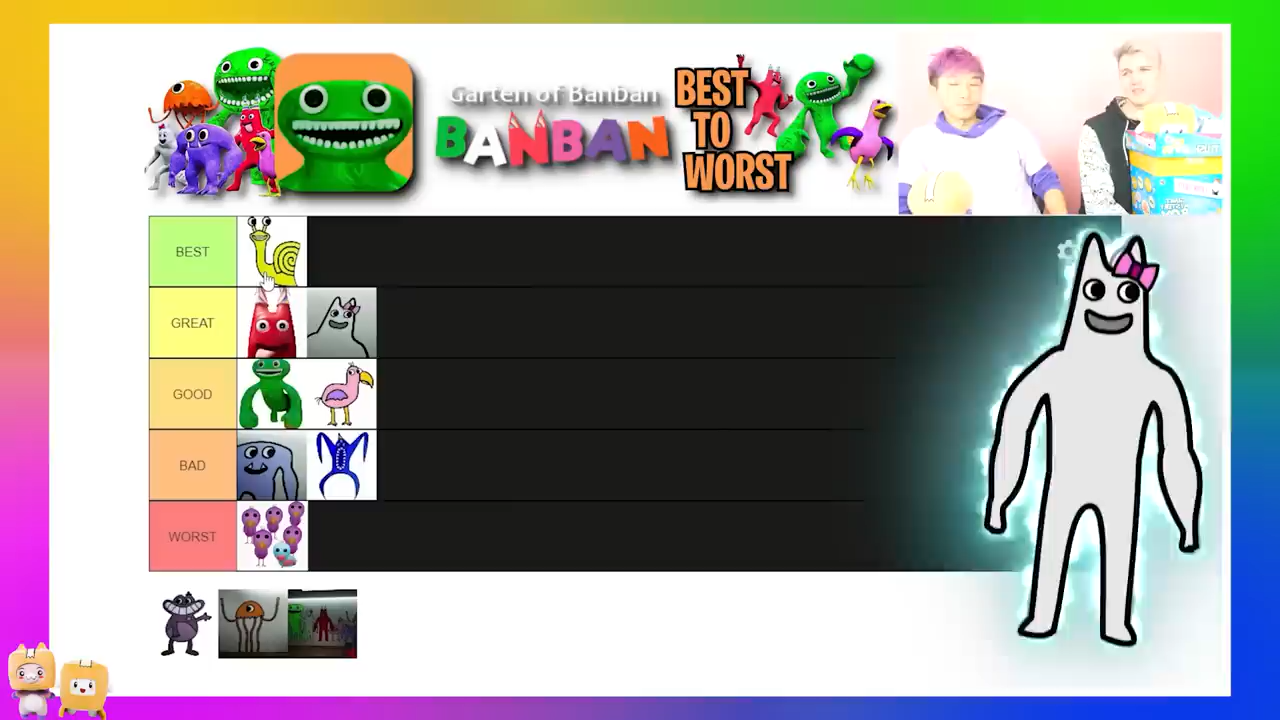 Garten of Banban
BANBAN
BEST
TO
WORST
BEST
GREAT
GOOD
BAD
WORST